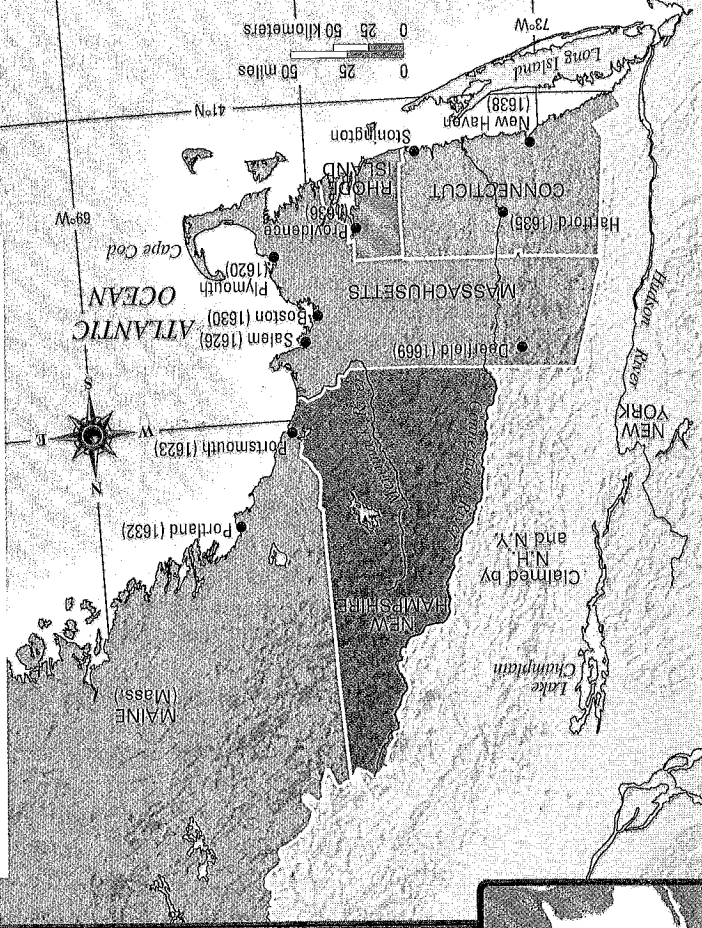 MAINE
(Mass.)
Lake
Champlain
NEW
HAMPSHIRE
Claimed by
N.H.
and N.Y.
Portland (1632)
Connecticut River
Merrimack
Portsmouth (1623)
N
W
E
S
NEW
YORK
Hudson River
Deerfield (1669)
Salem (1626)
Boston (1630)
ATLANTIC
OCEAN
MASSACHUSETTS
Plymouth
(1620)
Cape Cod
Hartford (1635)
Providence
(1636)
69°W
CONNECTICUT
RHODE
ISLAND
New Haven
(1638)
Stonington
41°N
Long Island
0 25 50 miles
0 25 50 kilometers
73°W